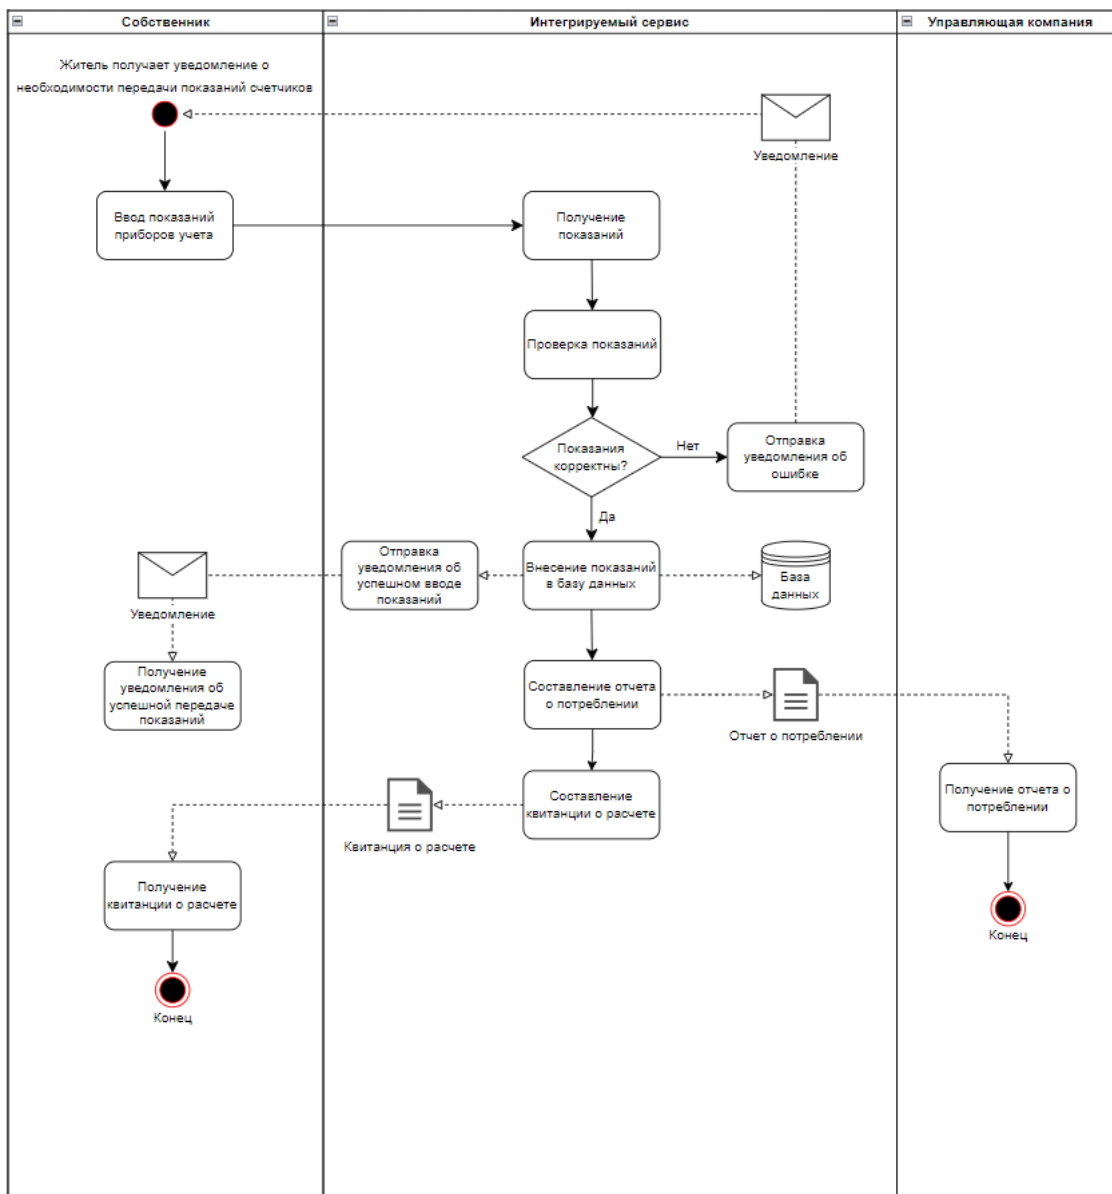 Собственник
Интегрируемый сервис
Управляющая компания
Житель получает уведомление о
необходимости передачи показаний счетчиков
Уведомление
Ввод показаний
приборов учета
Получение
показаний
Проверка показаний
Показания
корректны?
Нет
Отправка
уведомления об
ошибке
Да
Отправка
уведомления об
успешном вводе
показаний
Внесение показаний
в базу данных
База
данных
Уведомление
Получение
уведомления об
успешной передаче
показаний
Составление отчета
о потреблении
Отчет о потреблении
Получение отчета о
потреблении
Составление
квитанции о расчете
Квитанция о расчете
Получение
квитанции о расчете
Конец
Конец